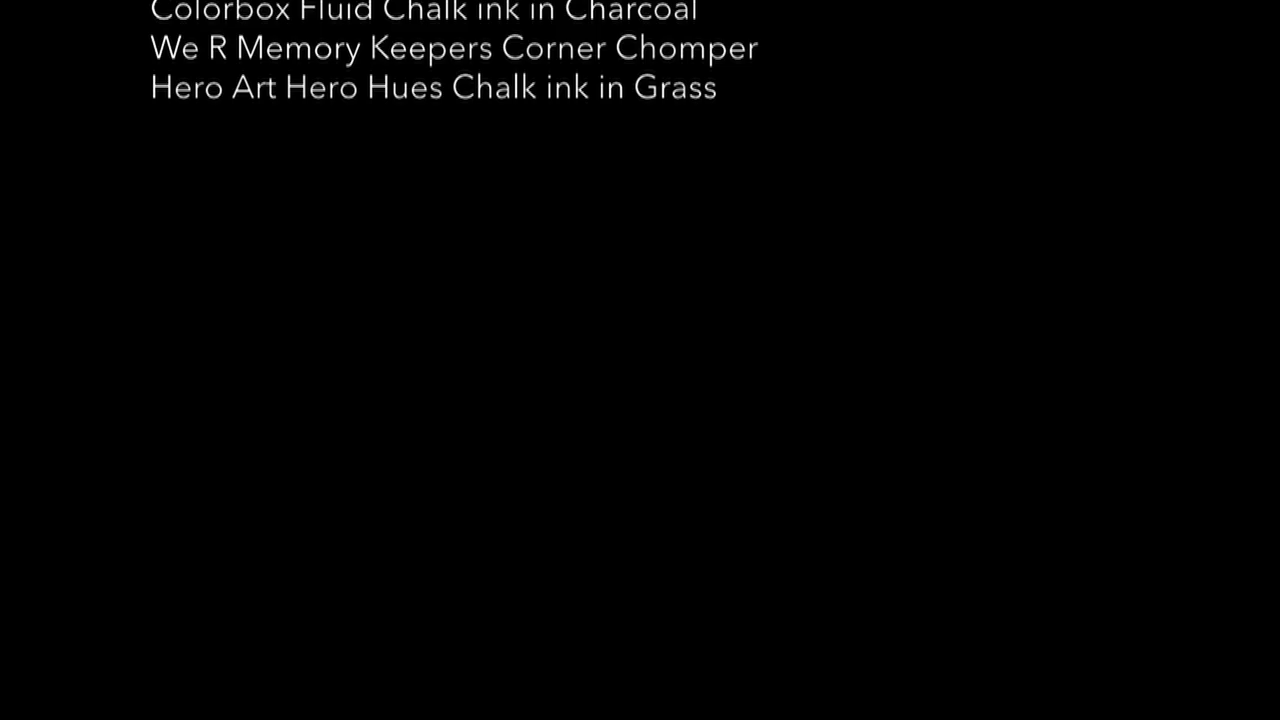 Colorbox Fluid Chalk ink in Charcoal
We R Memory Keepers Corner Chomper
Hero Art Hero Hues Chalk ink in Grass